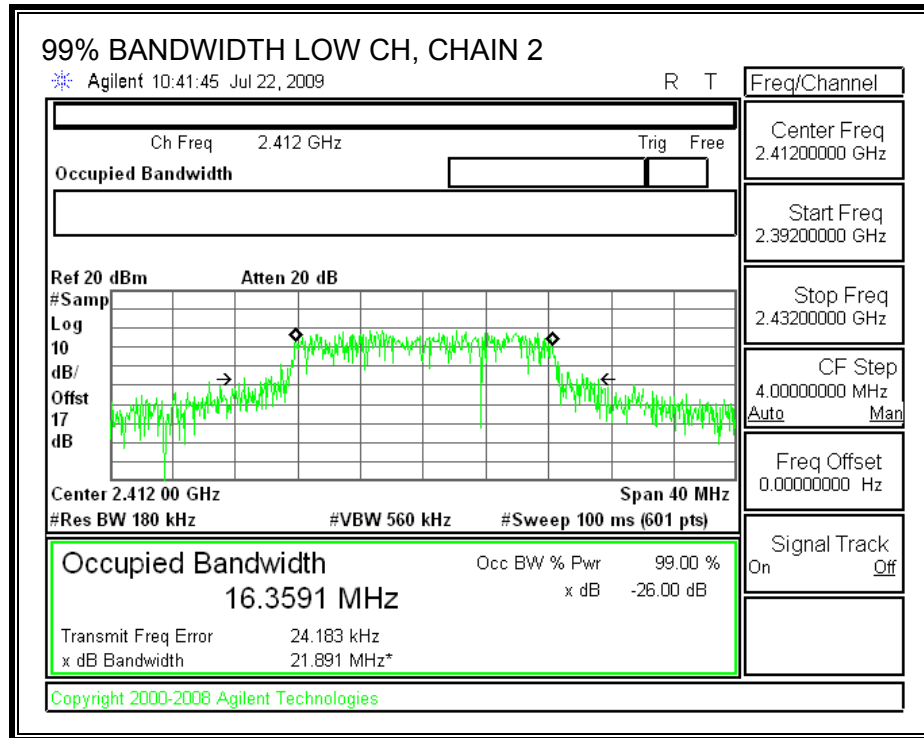 99% BANDWIDTH LOW CH, CHAIN 2
Agilent 10:41:45 Jul 22, 2009 R T
Freq/Channel
Ch Freq 2.412 GHz Trig Free
Occupied Bandwidth
Center Freq
2.41200000 GHz
Start Freq
2.39200000 GHz
Stop Freq
2.43200000 GHz
CF Step
4.00000000 MHz
Auto Man
Freq Offset
0.00000000 Hz
Signal Track
On Off
Ref 20 dBm Atten 20 dB
#Samp
Log
10
dB/
Offst
17
dB
Center 2.412 00 GHz Span 40 MHz
#Res BW 180 kHz #VBW 560 kHz #Sweep 100 ms (601 pts)
Occupied Bandwidth
16.3591 MHz
Occ BW % Pwr 99.00 %
x dB -26.00 dB
Transmit Freq Error 24.183 kHz
x dB Bandwidth 21.891 MHz*
Copyright 2000-2008 Agilent Technologies